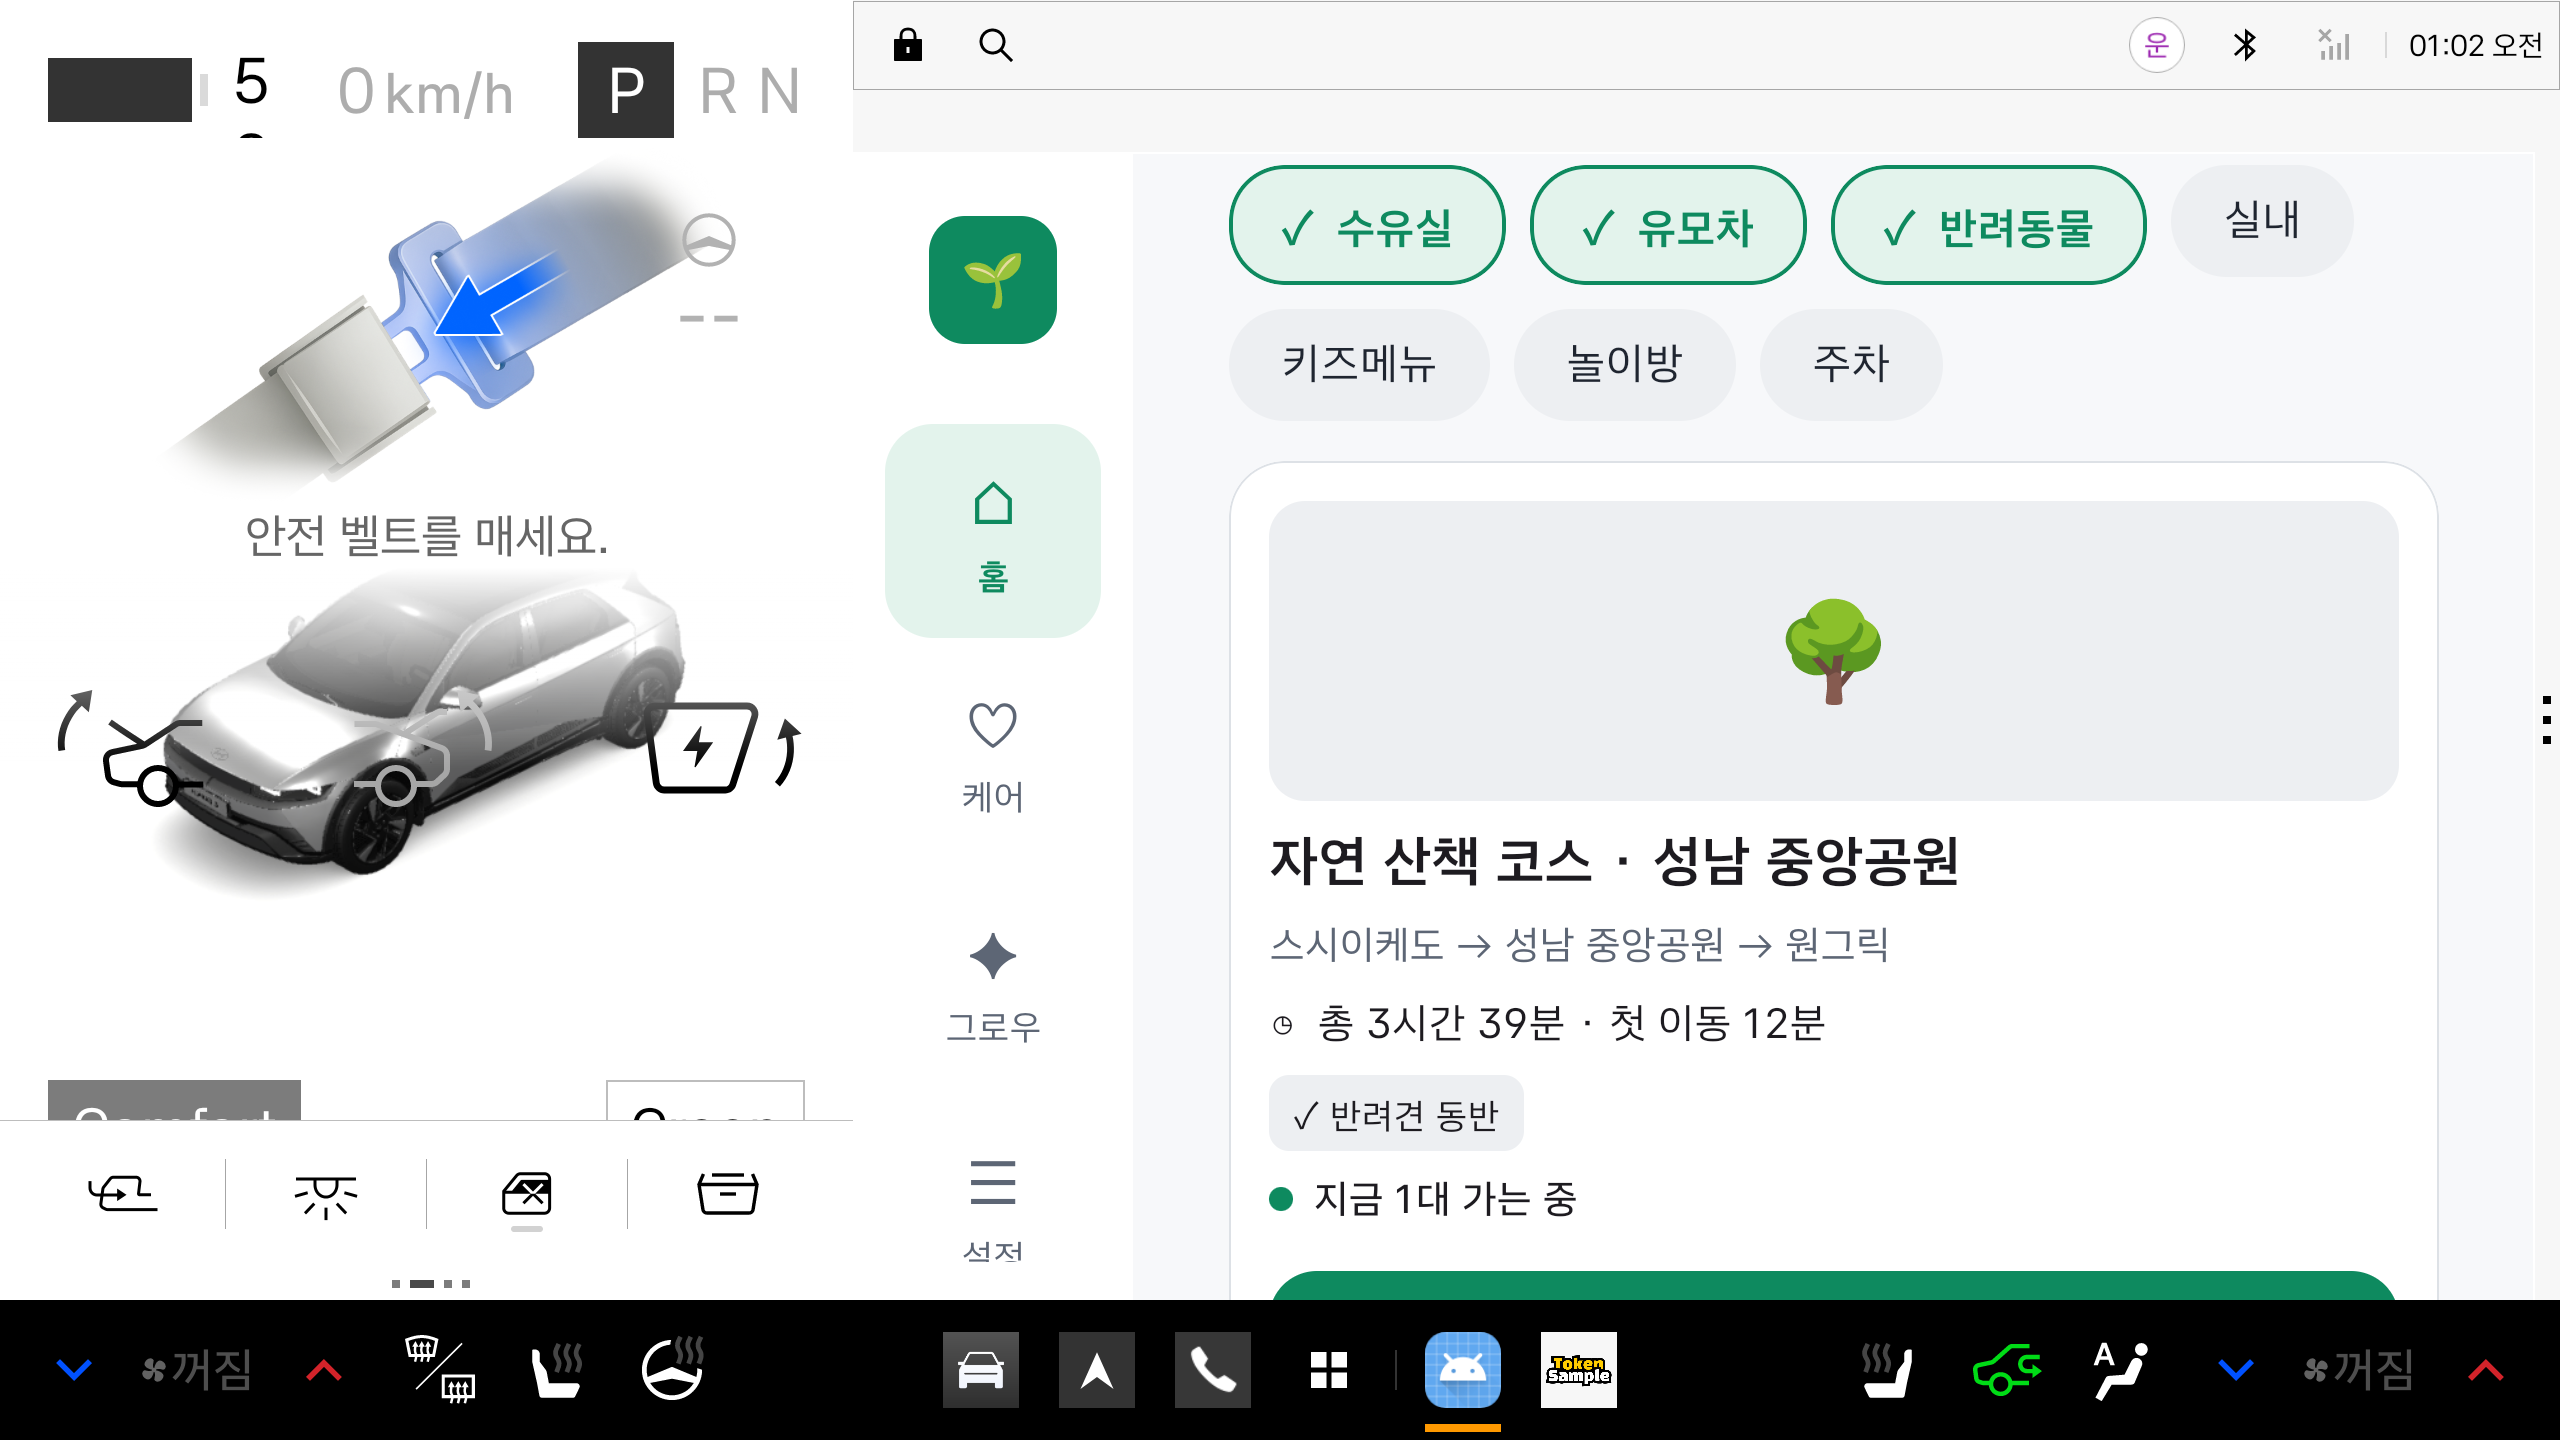 5
0 km/h
P R N
운
01:02 오전
안전 벨트를 매세요.
홈
케어
그로우
설정
✓ 수유실
✓ 유모차
✓ 반려동물
실내
키즈메뉴
놀이방
주차
자연 산책 코스 · 성남 중앙공원
스시이케도 → 성남 중앙공원 → 원그릭
총 3시간 39분 · 첫 이동 12분
✓ 반려견 동반
지금 1대 가는 중
꺼짐
Token
Sample
A
꺼짐